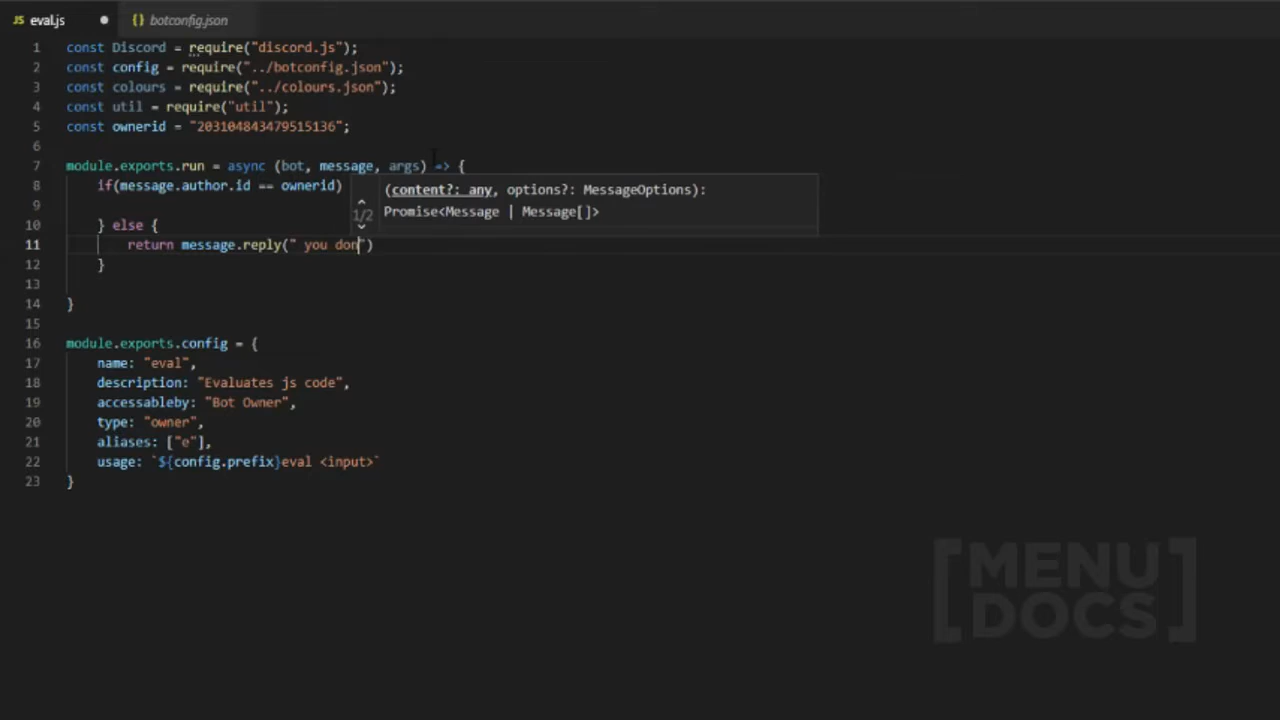 JS eval.js ● {} botconfig.json
1 const Discord = require("discord.js");
2 const config = require("../botconfig.json");
3 const colours = require("../colours.json");
4 const util = require("util");
5 const ownerid = "203104843479515136";
6
7 module.exports.run = async (bot, message, args) => {
8 if(message.author.id == ownerid)
(content?: any, options?: MessageOptions):
9
1/2 Promise<Message | Message[]>
10 } else {
11 return message.reply(" you don")
12 }
13
14 }
15
16 module.exports.config = {
17 name: "eval",
18 description: "Evaluates js code",
19 accessableby: "Bot Owner",
20 type: "owner",
21 aliases: ["e"],
22 usage: `${config.prefix}eval <input>`
23 }
[MENU
DOCS]